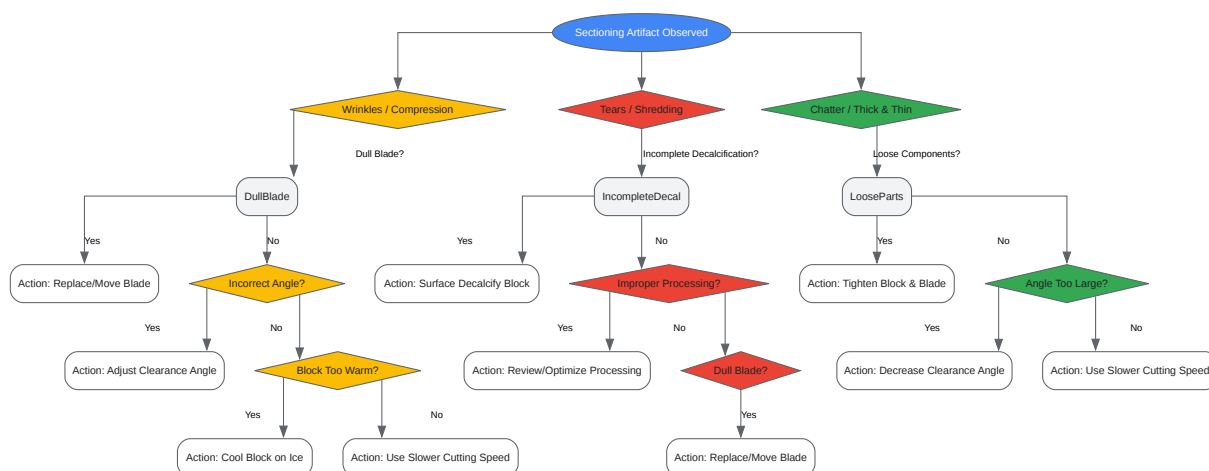 Sectioning Artifact Observed
Wrinkles / Compression
Tears / Shredding
Chatter / Thick & Thin
Dull Blade?
Incomplete Decalcification?
Loose Components?
DullBlade
IncompleteDecal
LooseParts
Yes
No
Yes
No
Yes
No
Action: Replace/Move Blade
Incorrect Angle?
Action: Surface Decalcify Block
Improper Processing?
Action: Tighten Block & Blade
Angle Too Large?
Yes
No
Yes
No
Yes
No
Action: Adjust Clearance Angle
Block Too Warm?
Action: Review/Optimize Processing
Dull Blade?
Action: Decrease Clearance Angle
Action: Use Slower Cutting Speed
Yes
No
Yes
Action: Cool Block on Ice
Action: Use Slower Cutting Speed
Action: Replace/Move Blade